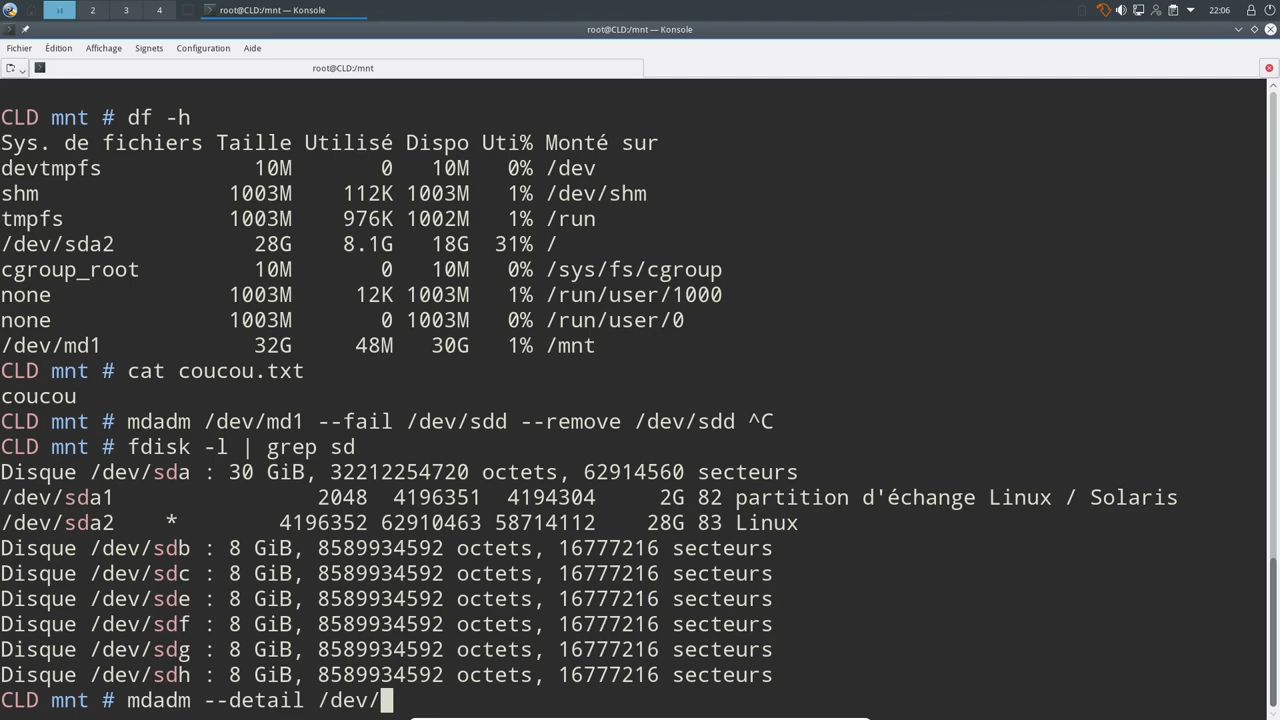 2 3 4 root@CLD:/mnt — Konsole 22:06
root@CLD:/mnt — Konsole
Fichier Édition Affichage Signets Configuration Aide
root@CLD:/mnt
CLD mnt # df -h
Sys. de fichiers Taille Utilisé Dispo Uti% Monté sur
devtmpfs 10M 0 10M 0% /dev
shm 1003M 112K 1003M 1% /dev/shm
tmpfs 1003M 976K 1002M 1% /run
/dev/sda2 28G 8.1G 18G 31% /
cgroup_root 10M 0 10M 0% /sys/fs/cgroup
none 1003M 12K 1003M 1% /run/user/1000
none 1003M 0 1003M 0% /run/user/0
/dev/md1 32G 48M 30G 1% /mnt
CLD mnt # cat coucou.txt
coucou
CLD mnt # mdadm /dev/md1 --fail /dev/sdd --remove /dev/sdd ^C
CLD mnt # fdisk -l | grep sd
Disque /dev/sda : 30 GiB, 32212254720 octets, 62914560 secteurs
/dev/sda1 2048 4196351 4194304 2G 82 partition d'échange Linux / Solaris
/dev/sda2 * 4196352 62910463 58714112 28G 83 Linux
Disque /dev/sdb : 8 GiB, 8589934592 octets, 16777216 secteurs
Disque /dev/sdc : 8 GiB, 8589934592 octets, 16777216 secteurs
Disque /dev/sde : 8 GiB, 8589934592 octets, 16777216 secteurs
Disque /dev/sdf : 8 GiB, 8589934592 octets, 16777216 secteurs
Disque /dev/sdg : 8 GiB, 8589934592 octets, 16777216 secteurs
Disque /dev/sdh : 8 GiB, 8589934592 octets, 16777216 secteurs
CLD mnt # mdadm --detail /dev/